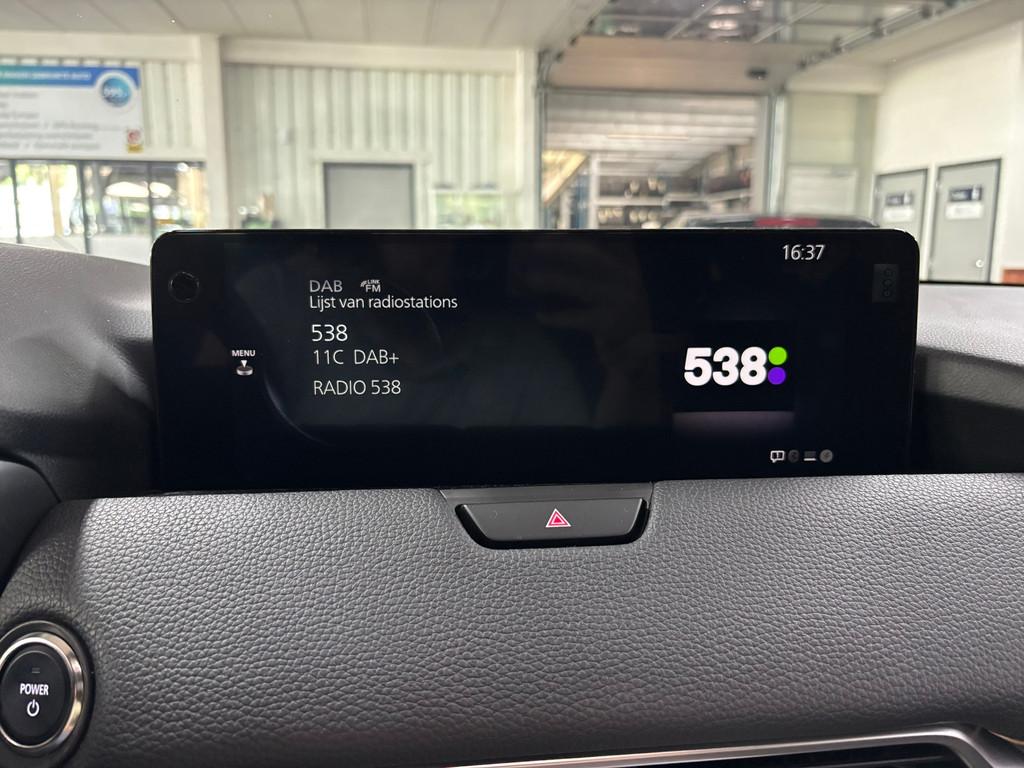 16:37
DAB LINK FM
Lijst van radiostations
538
11C DAB+
RADIO 538
MENU
538
POWER